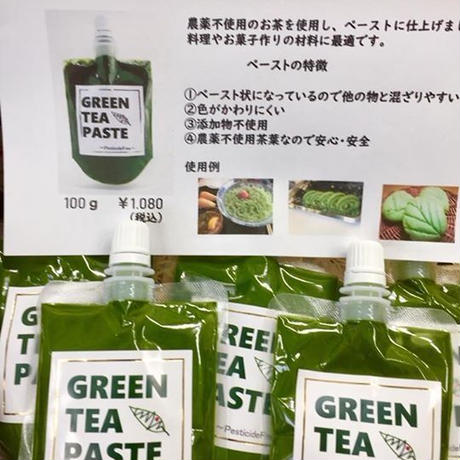 農薬不使用のお茶を使用し、ペーストに仕上げまし
料理やお菓子作りの材料に最適です。
ペーストの特徴
①ペースト状になっているので他の物と混ざりやすい
②色がかわりにくい
③添加物不使用
④農薬不使用茶葉なので安心・安全
使用例
GREEN
TEA
PASTE
~PesticideFree~
100g ¥1,080
(税込)
GREEN
TEA
PASTE
~PesticideFree
GREEN
TEA